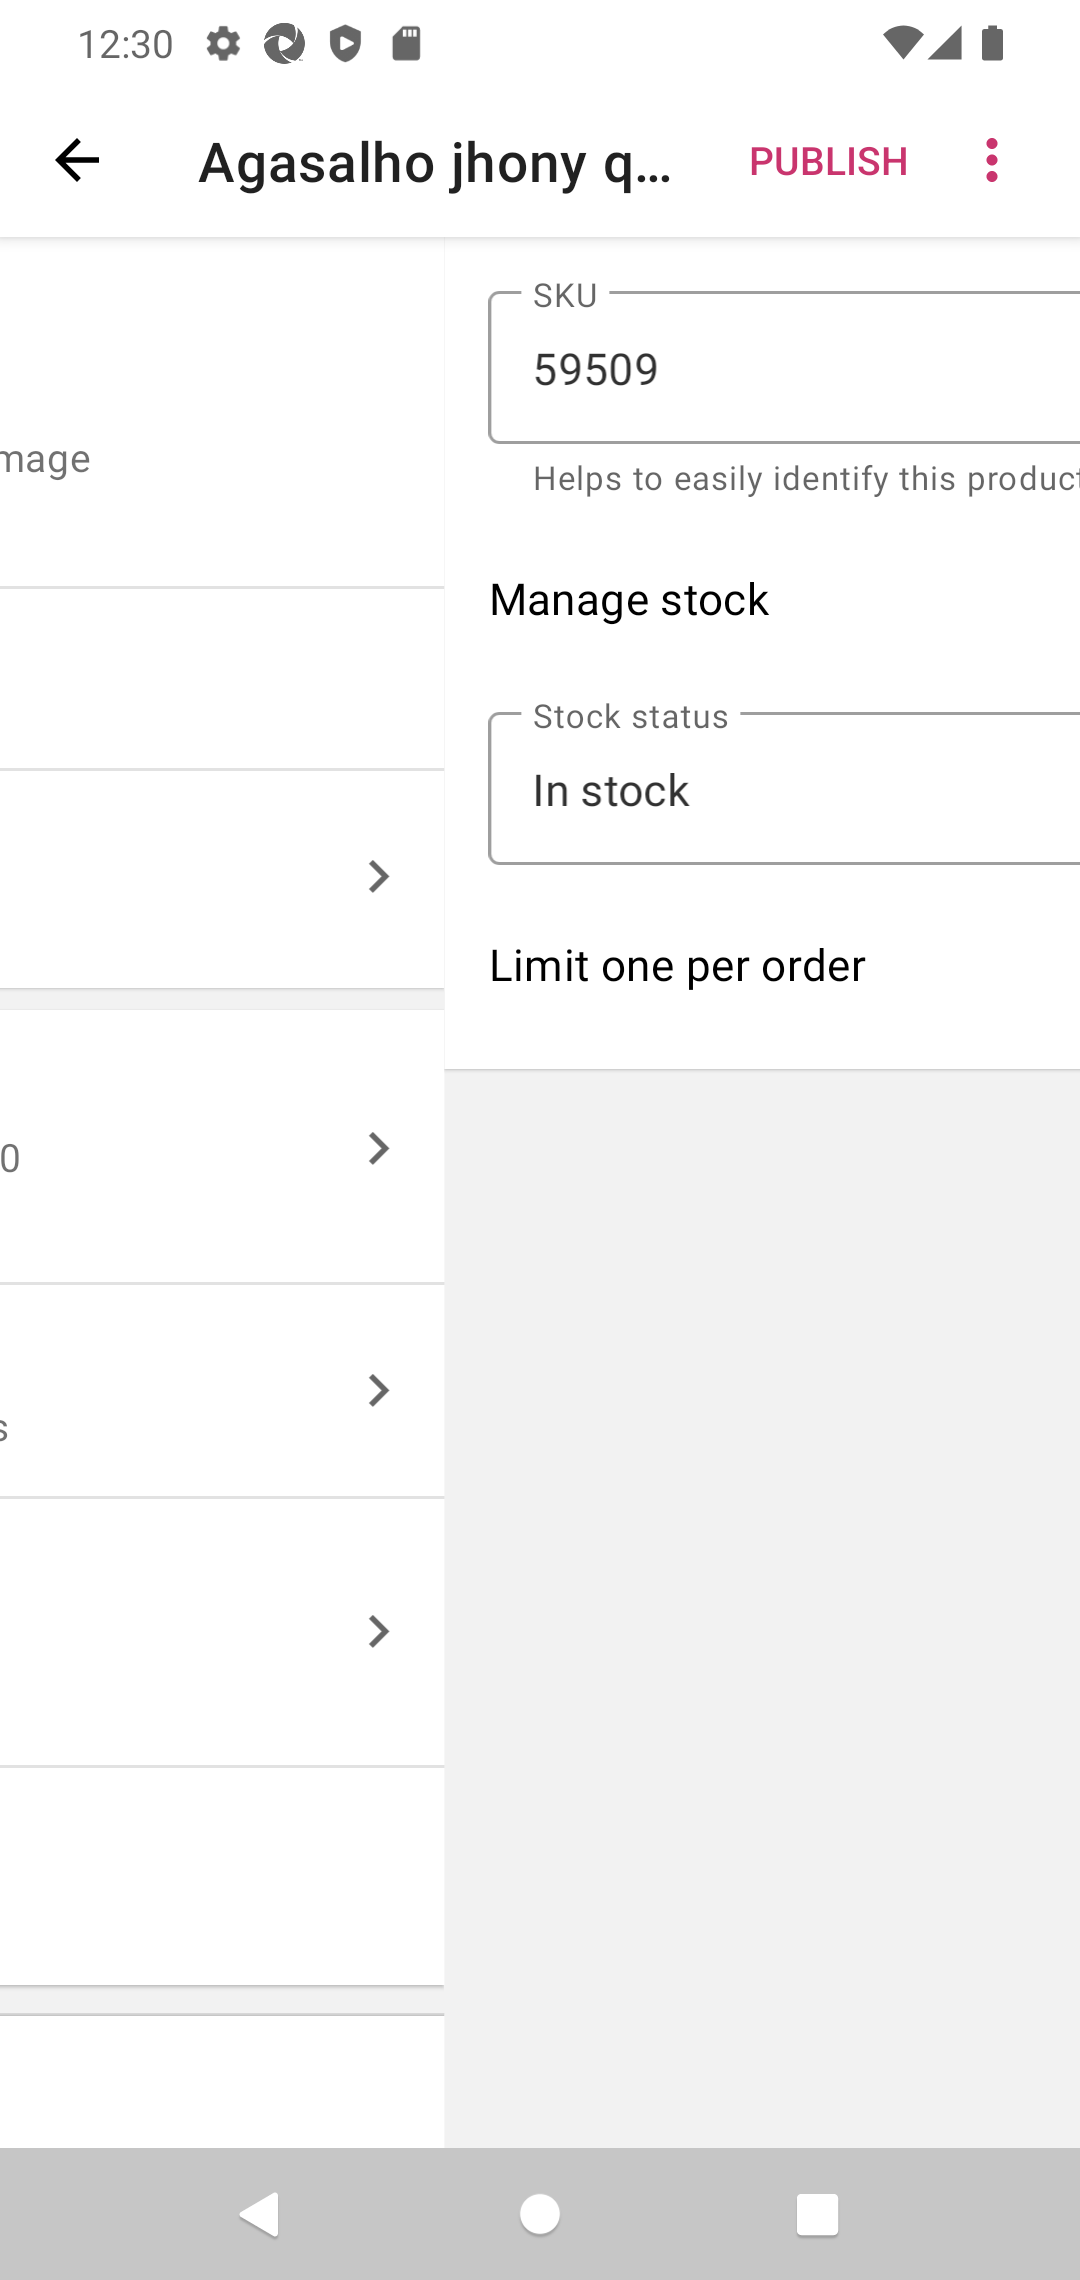 12:30
Agasalho jhony q...
PUBLISH
SKU
59509
mage
Helps to easily identify this product
Manage stock
Stock status
In stock
Limit one per order
0
s